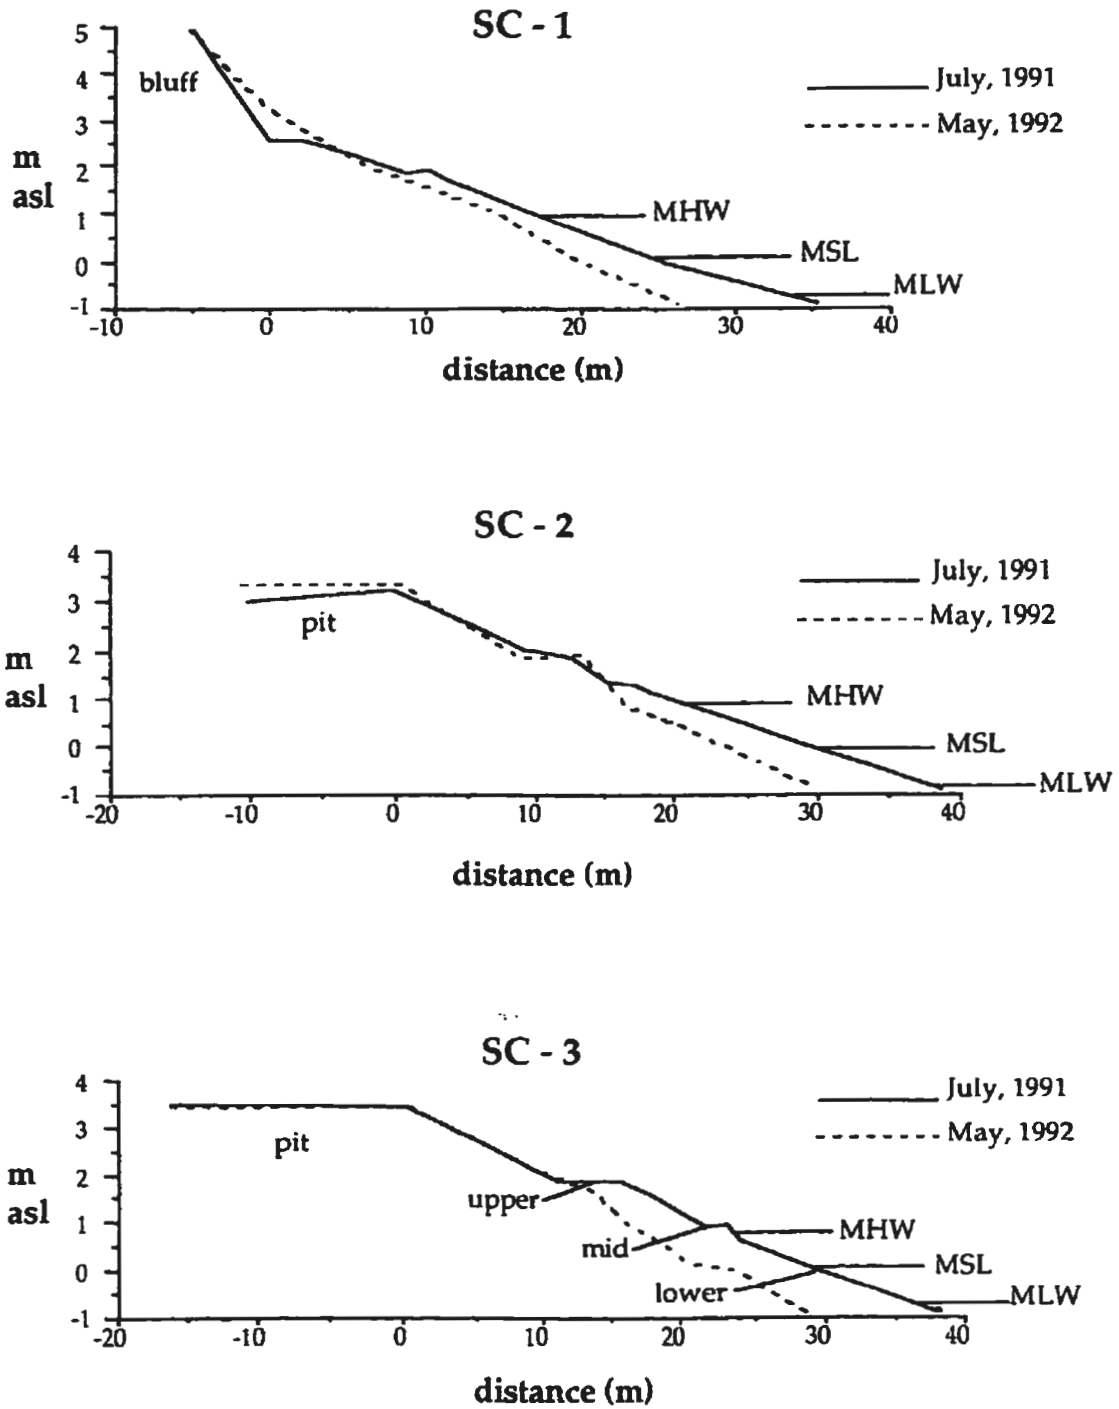 SC - 1
5
4
3
2
1
0
-1
m
asl
bluff
July, 1991
May, 1992
MHW
MSL
MLW
-10 0 10 20 30 40
distance (m)
SC - 2
4
3
2
1
0
-1
m
asl
pit
July, 1991
May, 1992
MHW
MSL
MLW
-20 -10 0 10 20 30 40
distance (m)
SC - 3
4
3
2
1
0
-1
m
asl
pit
July, 1991
May, 1992
upper
mid
lower
MHW
MSL
MLW
-20 -10 0 10 20 30 40
distance (m)